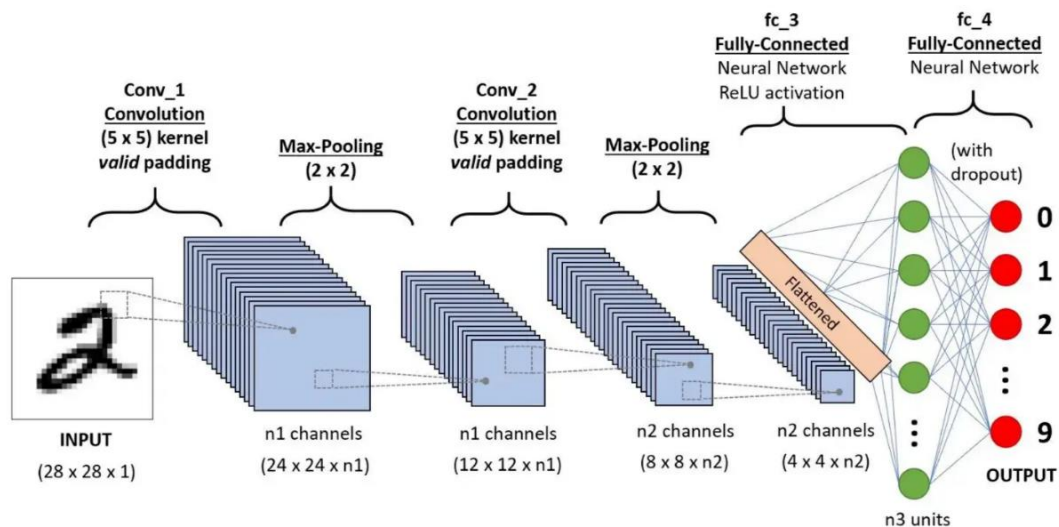 Conv_1
Convolution
(5 x 5) kernel
valid padding
Max-Pooling
(2 x 2)
Conv_2
Convolution
(5 x 5) kernel
valid padding
Max-Pooling
(2 x 2)
fc_3
Fully-Connected
Neural Network
ReLU activation
fc_4
Fully-Connected
Neural Network
(with
dropout)
Flattened
0
1
2
...
9
OUTPUT
...
n3 units
2
INPUT
(28 x 28 x 1)
n1 channels
(24 x 24 x n1)
n1 channels
(12 x 12 x n1)
n2 channels
(8 x 8 x n2)
n2 channels
(4 x 4 x n2)